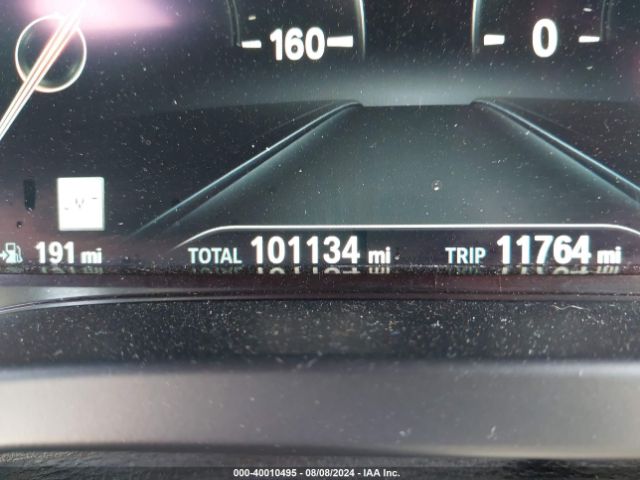 160 0
191 mi TOTAL 101134 mi TRIP 11764 mi
000-40010495 - 08/08/2024 - IAA Inc.